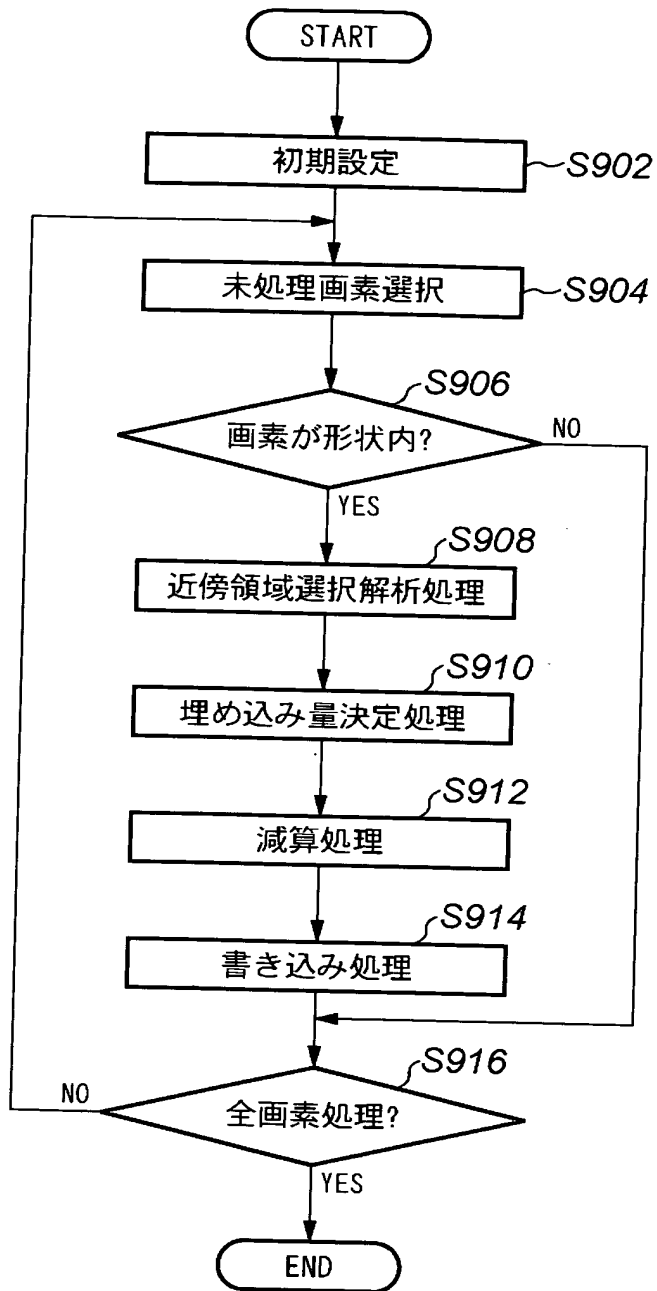 START
初期設定
S902
未処理画素選択
S904
S906
画素が形状内?
NO
YES
S908
近傍領域選択解析処理
S910
埋め込み量決定処理
S912
減算処理
S914
書き込み処理
S916
NO
全画素処理?
YES
END